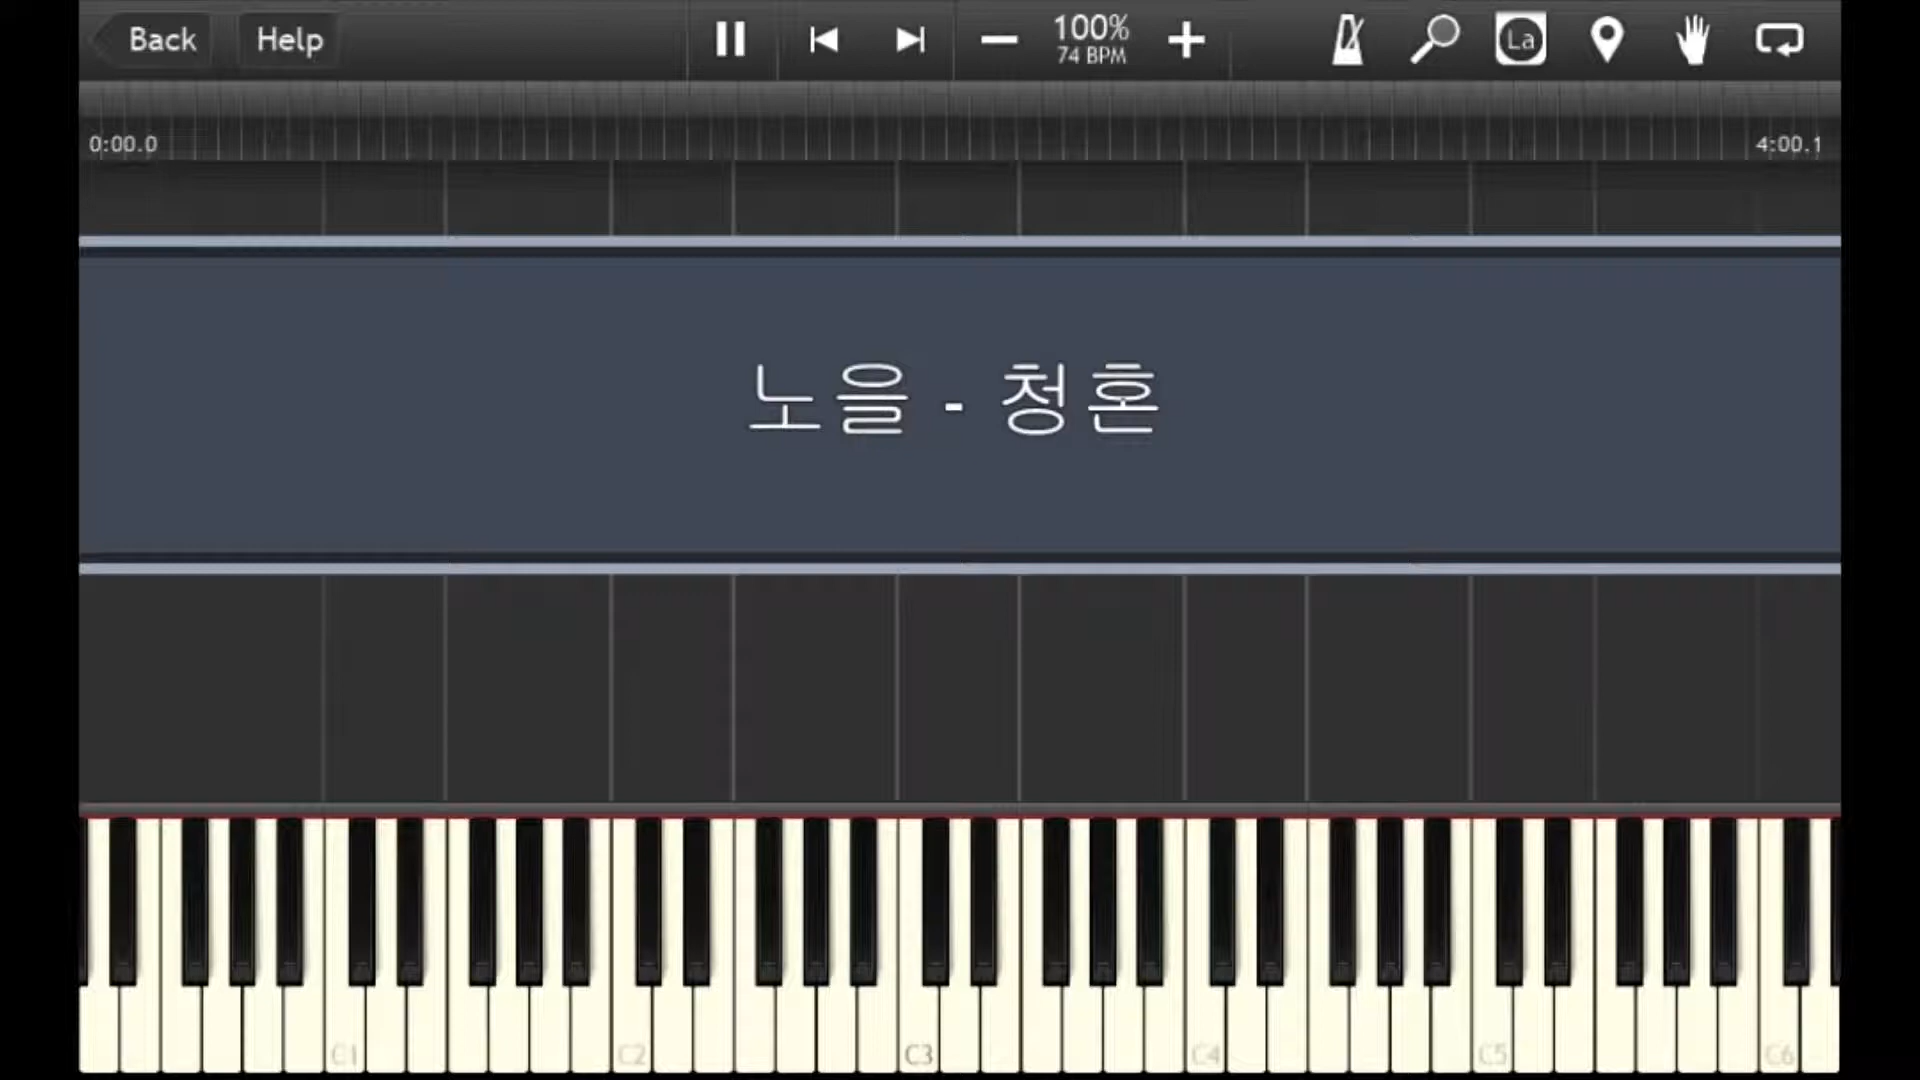 Back Help 100% La
74 BPM
0:00.0 4:00.1
노을 - 청혼
C1 C2 C3 C4 C5 C6